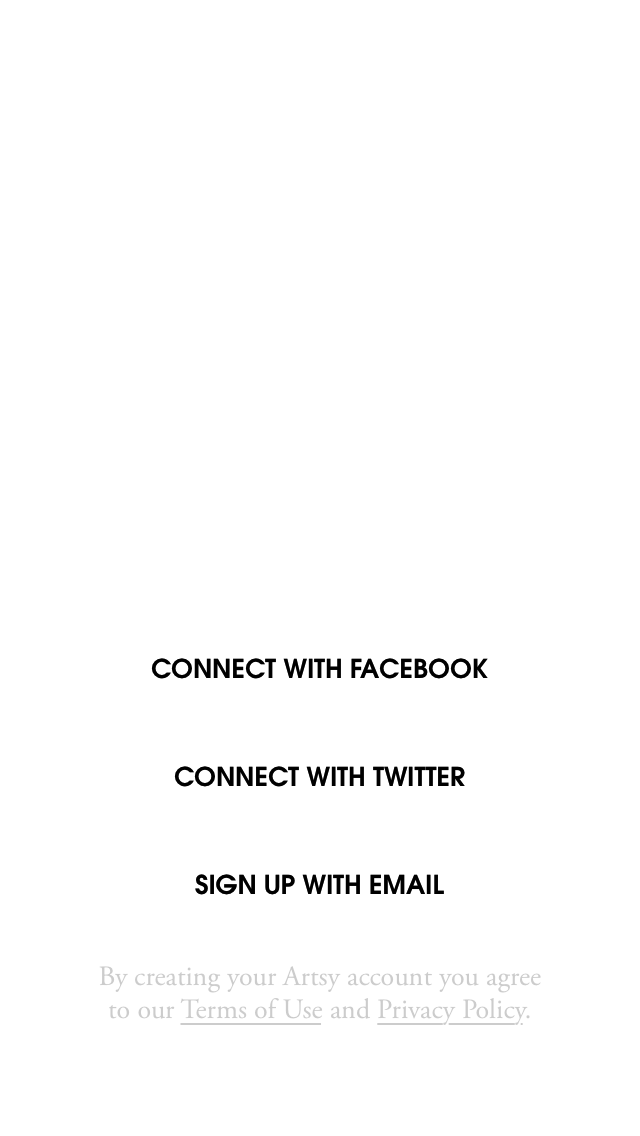 CONNECT WITH FACEBOOK
CONNECT WITH TWITTER
SIGN UP WITH EMAIL
By creating your Artsy account you agree
to our Terms of Use and Privacy Policy.